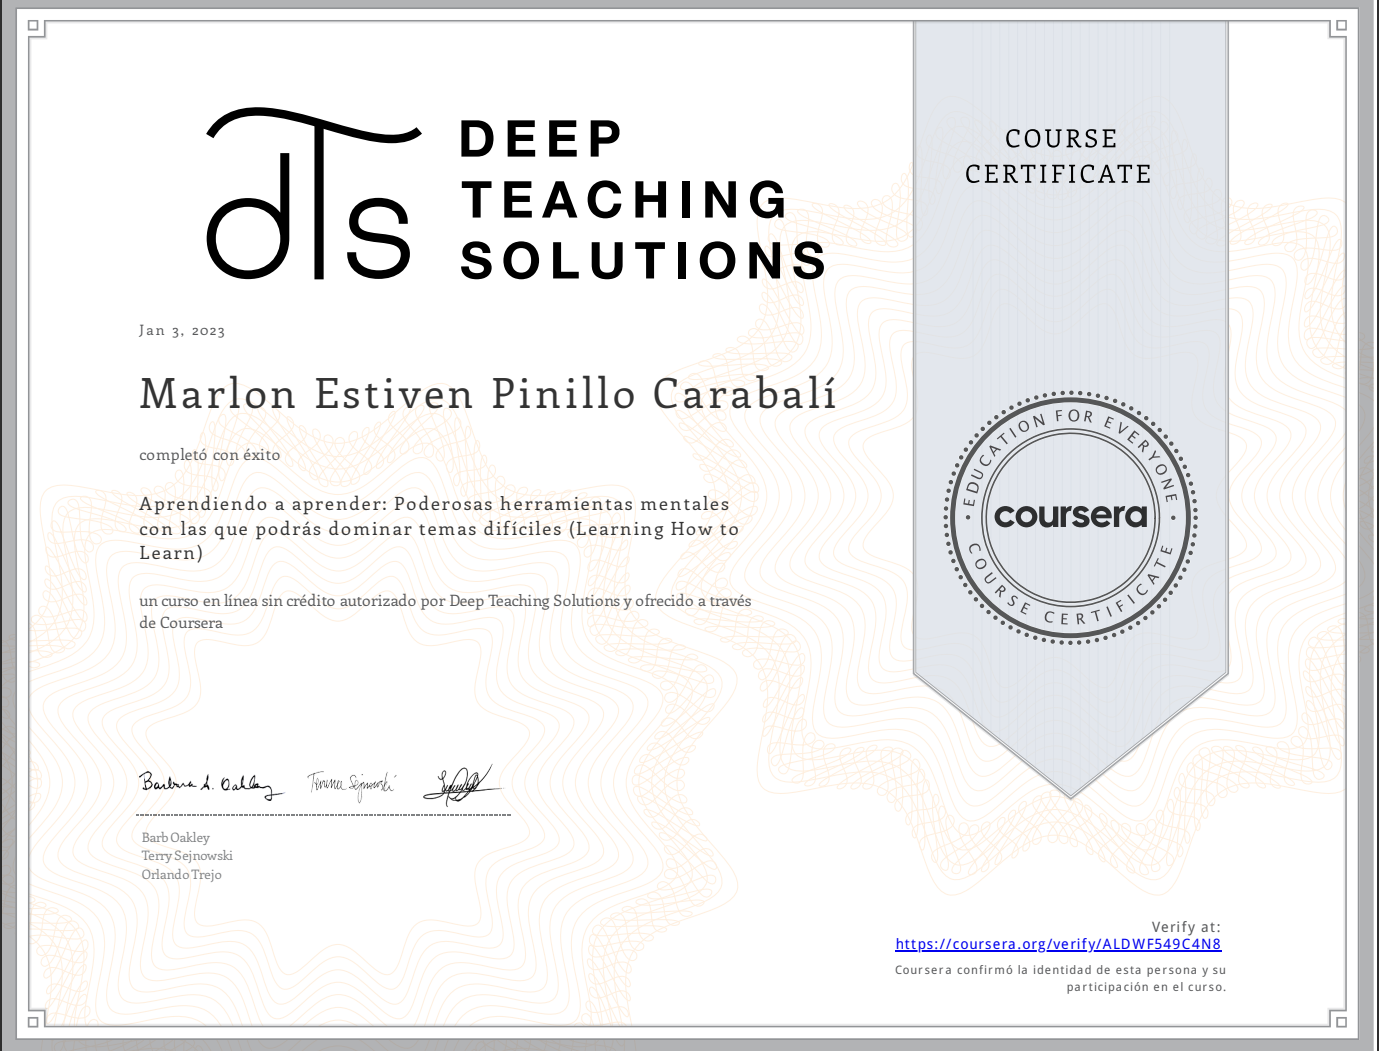 dTs
DEEP
TEACHING
SOLUTIONS
COURSE
CERTIFICATE
Jan 3, 2023
Marlon Estiven Pinillo Carabalí
completó con éxito
Aprendiendo a aprender: Poderosas herramientas mentales
con las que podrás dominar temas difíciles (Learning How to
Learn)
un curso en línea sin crédito autorizado por Deep Teaching Solutions y ofrecido a través
de Coursera
EDUCATION FOR EVERYONE
coursera
COURSE CERTIFICATE
Barbara A. Oakley
Barb Oakley
Terry Sejnowski
Orlando Trejo
Verify at:
https://coursera.org/verify/ALDWF549C4N8
Coursera confirmó la identidad de esta persona y su
participación en el curso.